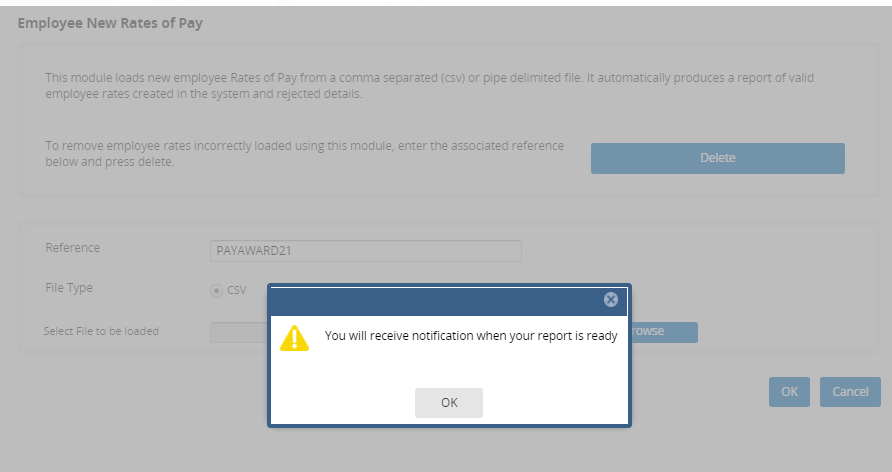 Employee New Rates of Pay
This module loads new employee Rates of Pay from a comma separated (csv) or pipe delimited file. It automatically produces a report of valid
employee rates created in the system and rejected details.
To remove employee rates incorrectly loaded using this module, enter the associated reference
below and press delete.
Delete
Reference
PAYAWARD21
File Type
CSV
Select File to be loaded
rowse
You will receive notification when your report is ready
OK
OK
Cancel